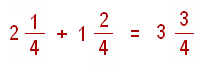 2 1/4 + 1 2/4 = 3 3/4